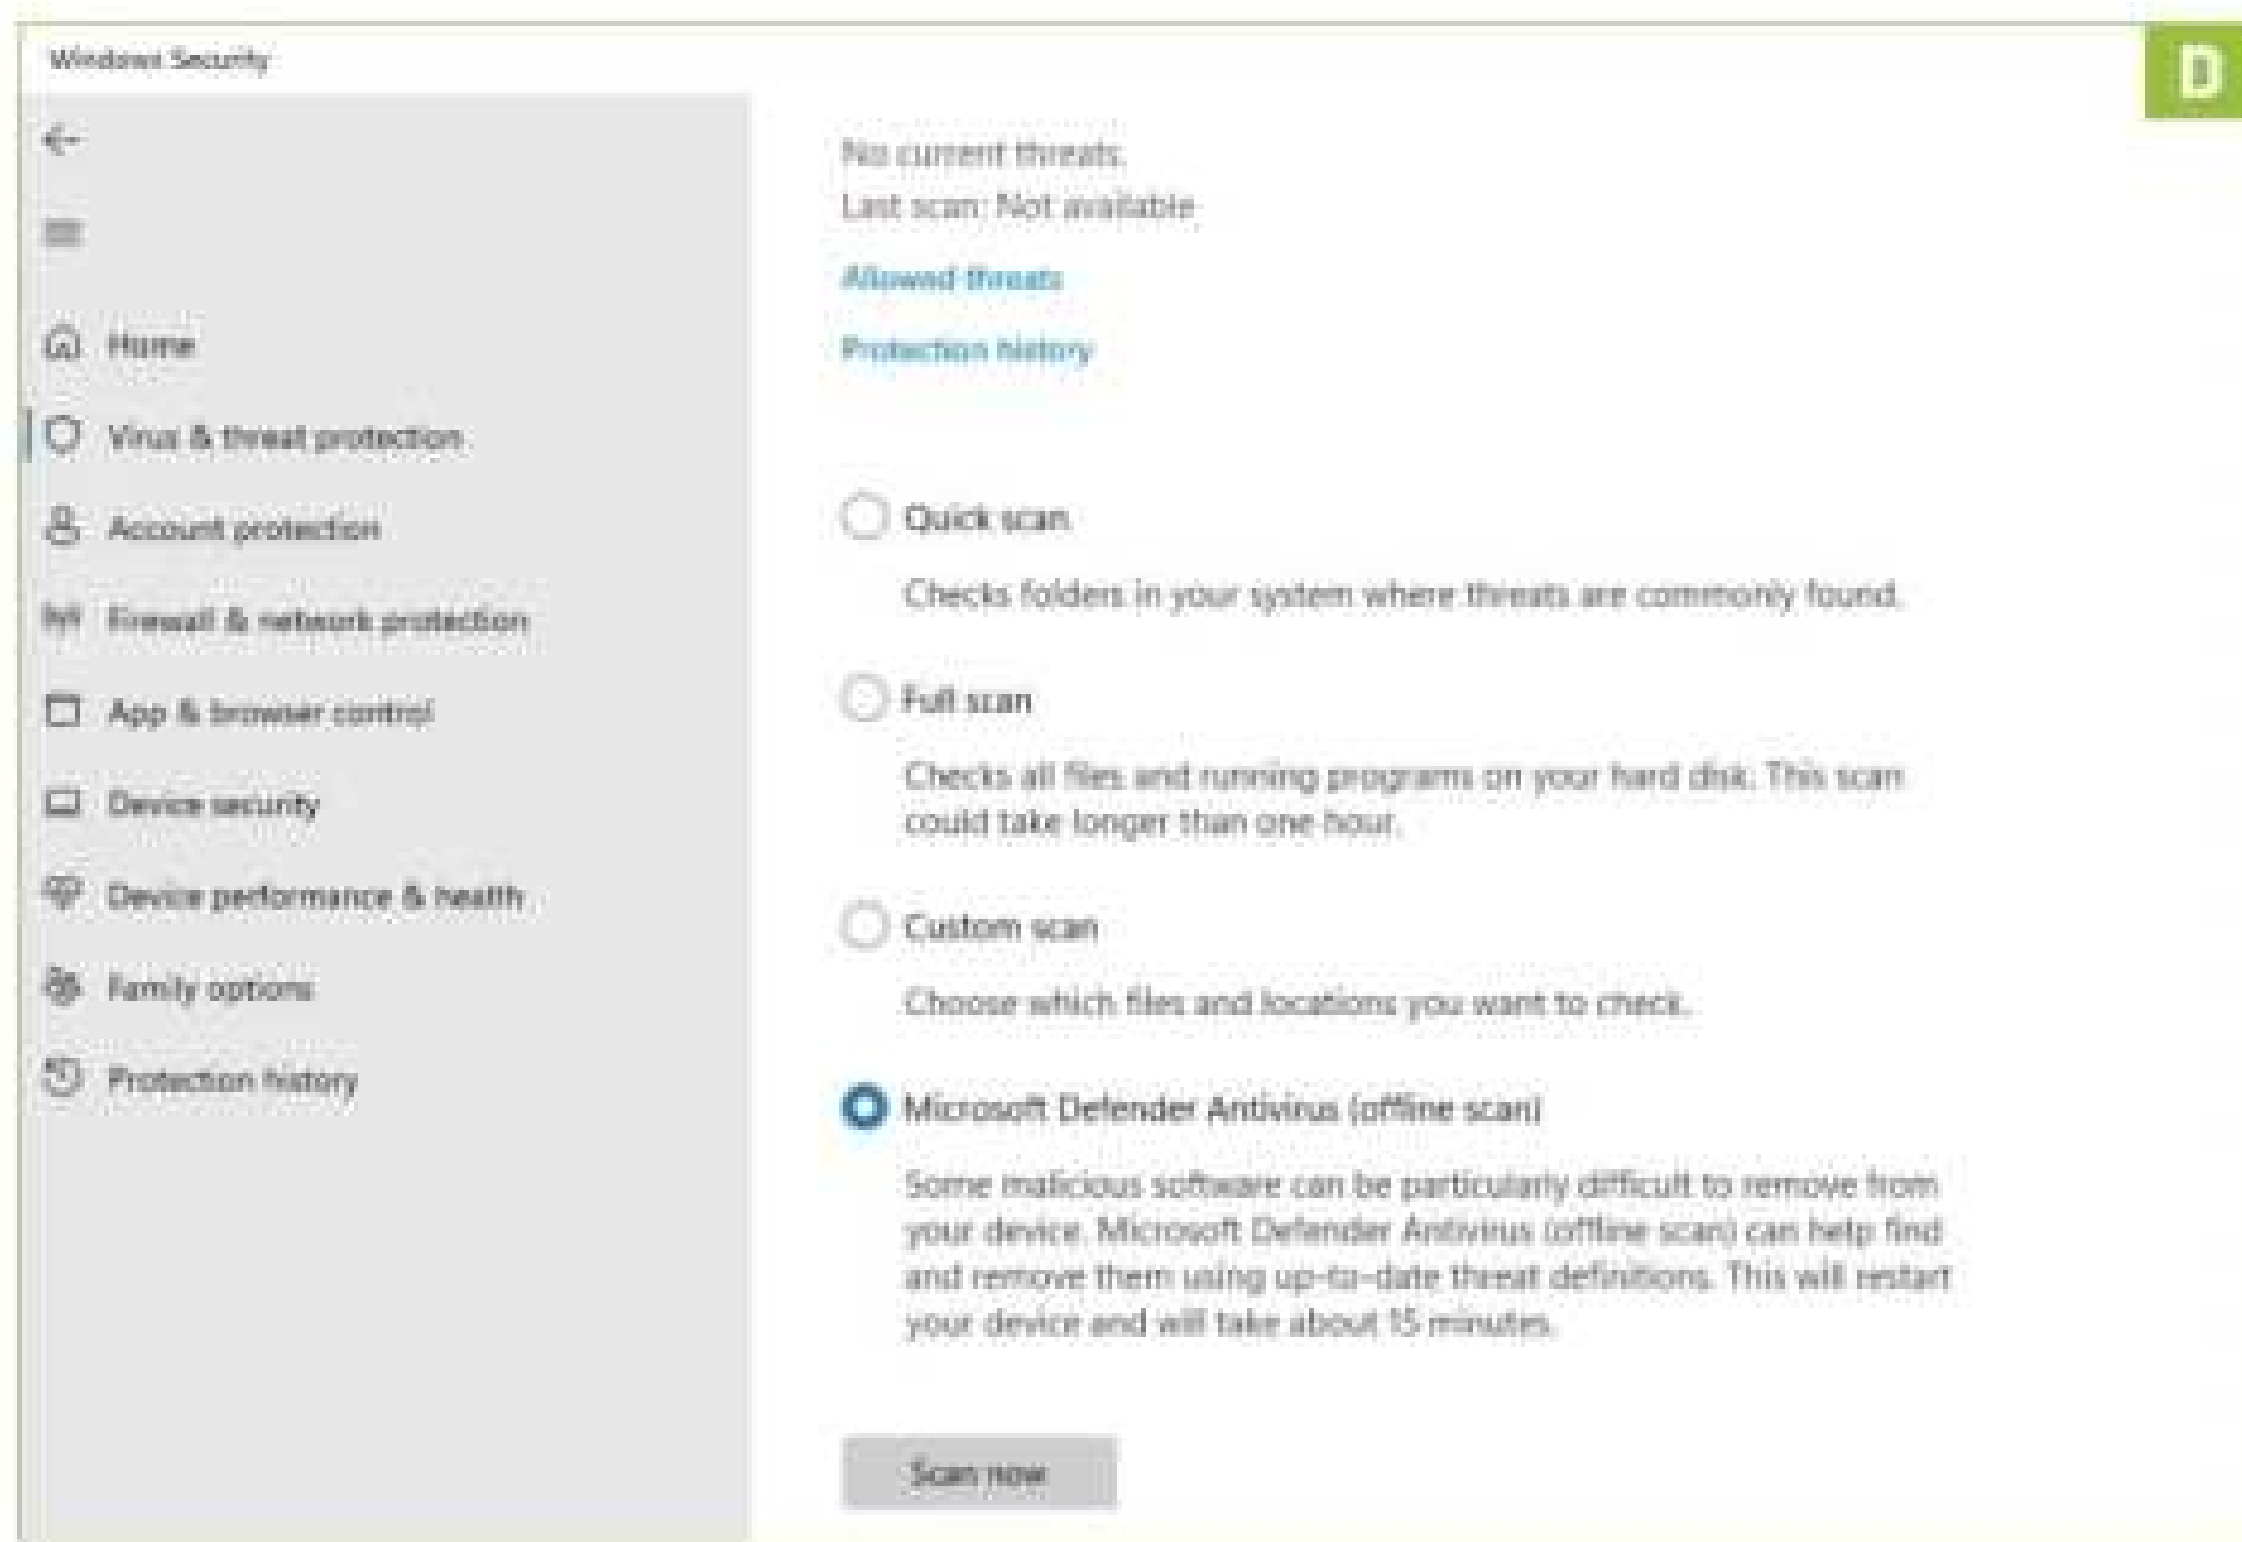 Windows Security
D
Home
Virus & threat protection
Account protection
Firewall & network protection
App & browser control
Device security
Device performance & health
Family options
Protection history
No current threats.
Last scan: Not available
Allowed threats
Protection history
Quick scan
Checks folders in your system where threats are commonly found.
Full scan
Checks all files and running programs on your hard disk. This scan
could take longer than one hour.
Custom scan
Choose which files and locations you want to check.
Microsoft Defender Antivirus (offline scan)
Some malicious software can be particularly difficult to remove from
your device. Microsoft Defender Antivirus (offline scan) can help find
and remove them using up-to-date threat definitions. This will restart
your device and will take about 15 minutes.
Scan now